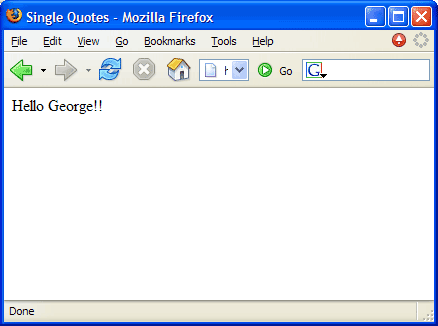 Single Quotes - Mozilla Firefox
File Edit View Go Bookmarks Tools Help
Go G
Hello George!!
Done